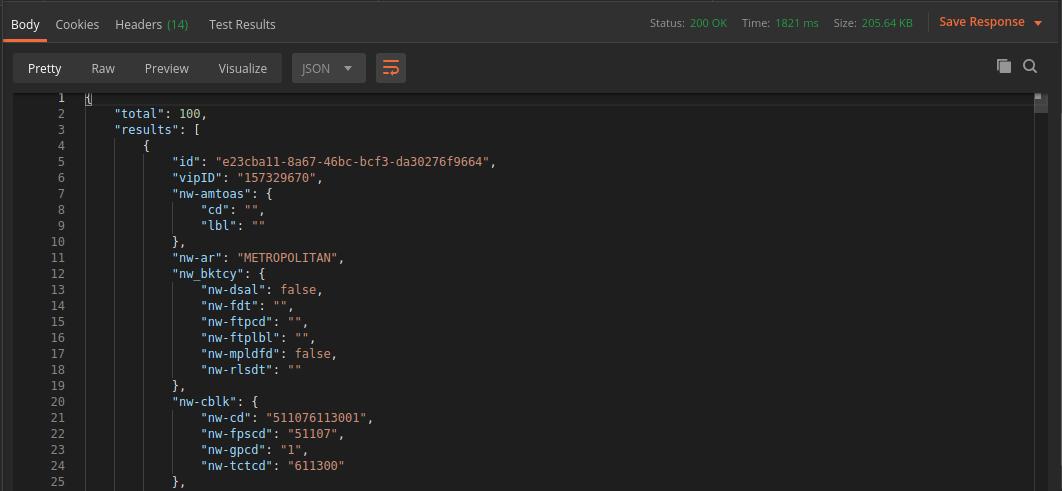 Body Cookies Headers (14) Test Results Status: 200 OK Time: 1821 ms Size: 205.64 KB Save Response
Pretty Raw Preview Visualize JSON
1 {
2 "total": 100,
3 "results": [
4 {
5 "id": "e23cba11-8a67-46bc-bcf3-da30276f9664",
6 "vipID": "157329670",
7 "nw-amtoas": {
8 "cd": "",
9 "lbl": ""
10 },
11 "nw-ar": "METROPOLITAN",
12 "nw_bktcy": {
13 "nw-dsal": false,
14 "nw-fdt": "",
15 "nw-ftpcd": "",
16 "nw-ftplbl": "",
17 "nw-mpldfd": false,
18 "nw-rlsdt": ""
19 },
20 "nw-cblk": {
21 "nw-cd": "511076113001",
22 "nw-fpscd": "51107",
23 "nw-gpcd": "1",
24 "nw-tctcd": "611300"
25 },